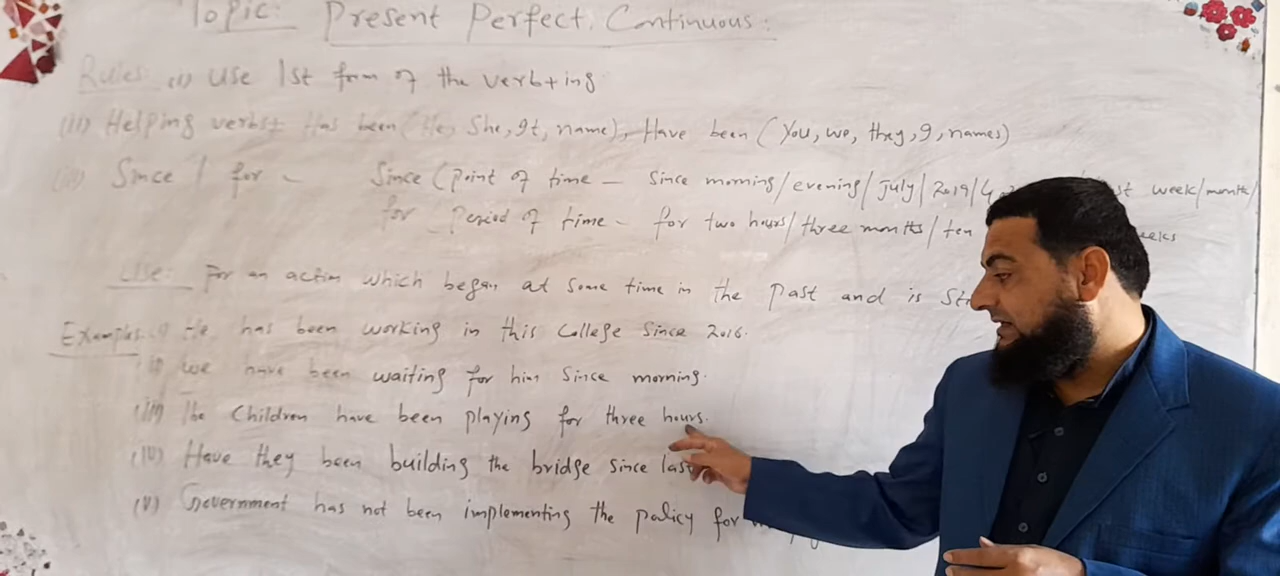 Topic: Present Perfect Continuous:
Rules (i) Use 1st form of the verb+ing
(ii) Helping verbs+ Has been (He, She, It, name), Have been (You, we, they, I, names)
(iii) Since / for - Since (Point of time - Since morning/evening/July/2019/4 week/month/
for (Period of time - for two hours/three months/ten weeks
Use: For an action which began at some time in the Past and is
Examples. (i) He has been working in this College Since 2016.
ii) We have been waiting for him Since morning.
(iii) The Children have been playing for three hours.
(iv) Have they been building the bridge since last
(v) Government has not been implementing the policy for